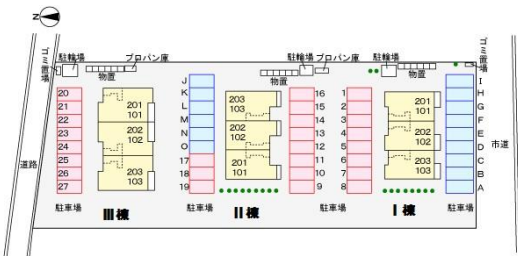 N
ゴミ置場
駐輪場
プロパン庫
物置
駐輪場
プロパン庫
物置
駐輪場
物置
ゴミ置場
20
21
22
23
24
25
26
27
201
101
202
102
203
103
J
K
L
M
N
O
17
18
19
203
103
202
102
201
101
16
15
14
13
12
11
10
9
1
2
3
4
5
6
7
8
201
101
202
102
203
103
I
H
G
F
E
D
C
B
A
道路
市道
駐車場
III棟
駐車場
II棟
駐車場
駐車場
I棟
駐車場